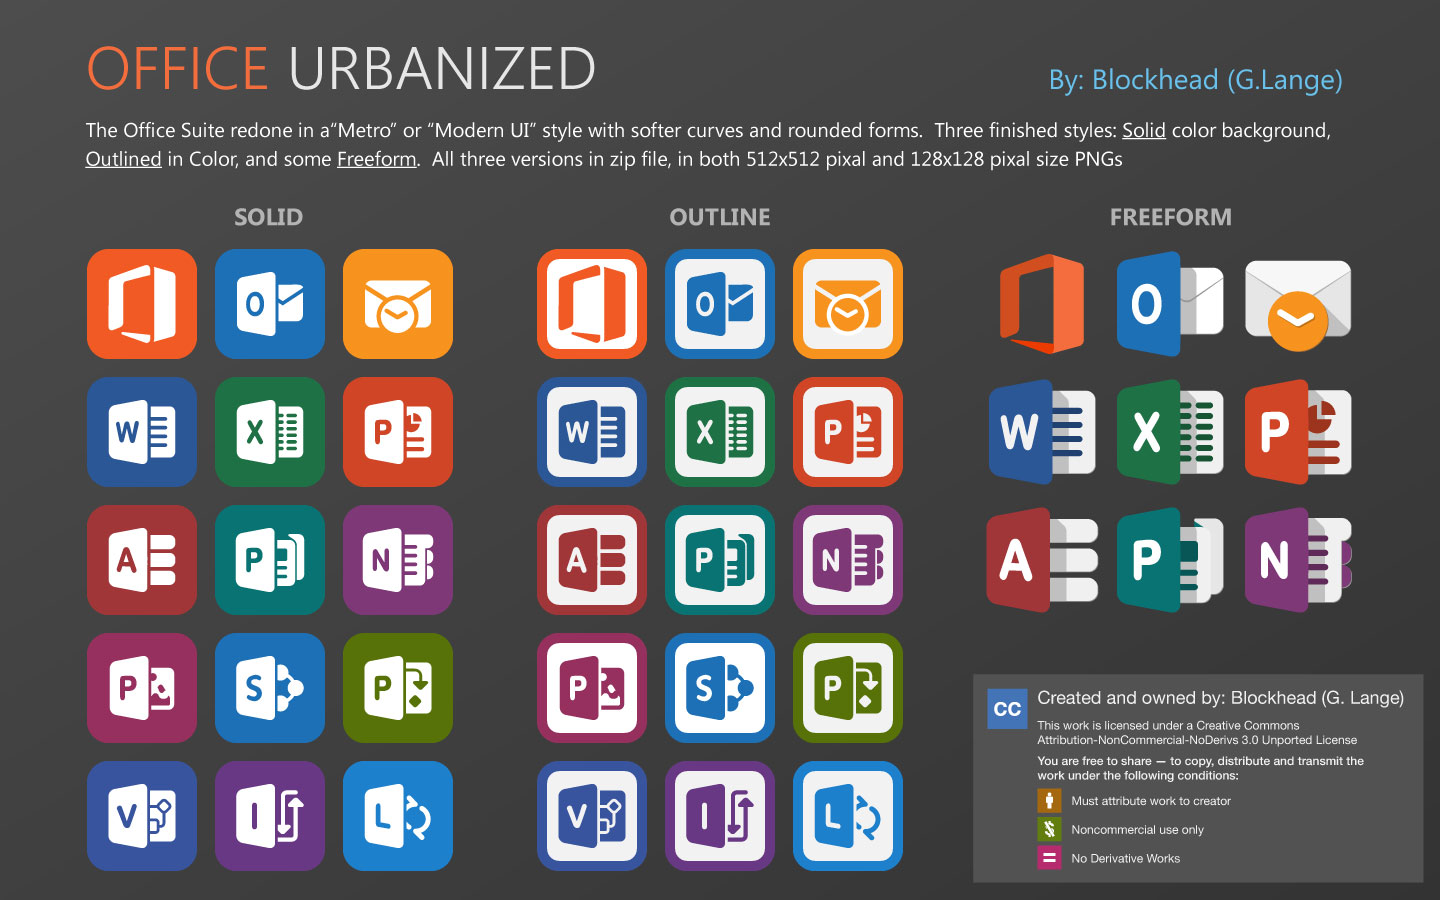 OFFICE URBANIZED
By: Blockhead (G.Lange)
The Office Suite redone in a“Metro” or “Modern UI” style with softer curves and rounded forms.  Three finished styles: Solid color background,
Outlined in Color, and some Freeform.  All three versions in zip file, in both 512x512 pixal and 128x128 pixal size PNGs
SOLID OUTLINE FREEFORM
O O O
W X P W X P W X P
A P N A P N A P N
P S P P S P
V I L V I L
CC
Created and owned by: Blockhead (G. Lange)
This work is licensed under a Creative Commons
Attribution-NonCommercial-NoDerivs 3.0 Unported License
You are free to share — to copy, distribute and transmit the
work under the following conditions:
Must attribute work to creator
$ Noncommercial use only
= No Derivative Works